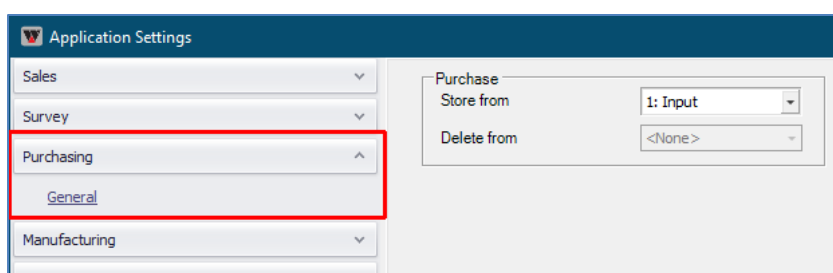 Application Settings
Sales
Survey
Purchasing
General
Manufacturing
Purchase
Store from 1: Input
Delete from <None>